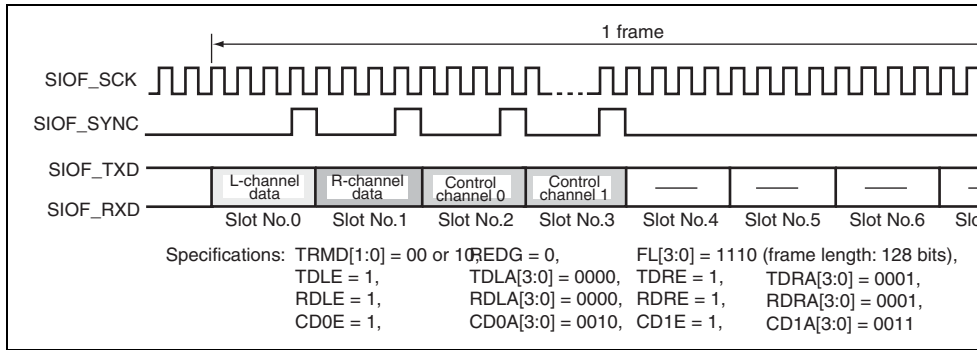 1 frame
SIOF_SCK
SIOF_SYNC
SIOF_TXD
SIOF_RXD
L-channel data
R-channel data
Control channel 0
Control channel 1
Slot No.0 Slot No.1 Slot No.2 Slot No.3 Slot No.4 Slot No.5 Slot No.6
Specifications: TRMD[1:0] = 00 or 10, REDG = 0, FL[3:0] = 1110 (frame length: 128 bits),
TDLE = 1, TDLA[3:0] = 0000, TDRE = 1, TDRA[3:0] = 0001,
RDLE = 1, RDLA[3:0] = 0000, RDRE = 1, RDRA[3:0] = 0001,
CD0E = 1, CD0A[3:0] = 0010, CD1E = 1, CD1A[3:0] = 0011